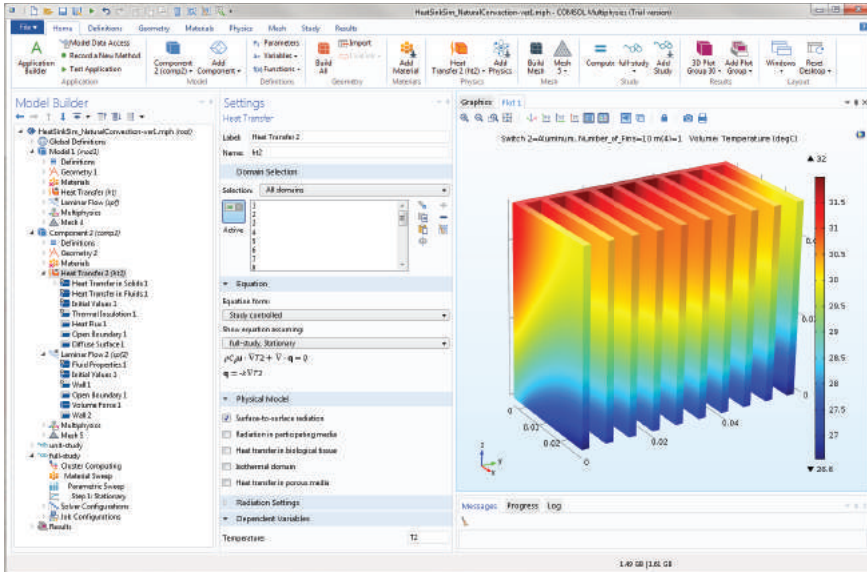 HeatSinkSim_NaturalConvection-ver1.mph - COMSOL Multiphysics (Trial version)
File Home Definitions Geometry Materials Physics Mesh Study Results
Application Builder
Model Data Access
Record a New Method
Test Application
Application
Component 2 (comp2)
Add Component
Model
Parameters
Variables
Functions
Definitions
Build All
Import
Geometry
Add Material
Materials
Heat Transfer 2 (ht2)
Add Physics
Physics
Build Mesh
Mesh 5
Mesh
Compute
full-study
Add Study
Study
3D Plot Group 30
Add Plot Group
Results
Windows
Reset Desktop
Layout
Model Builder
HeatSinkSim_NaturalConvection-ver1.mph (root)
Global Definitions
Model 1 (mod1)
Definitions
Geometry 1
Materials
Heat Transfer (ht)
Laminar Flow (spf)
Multiphysics
Mesh 4
Component 2 (comp2)
Definitions
Geometry 2
Materials
Heat Transfer 2 (ht2)
Heat Transfer in Solids 1
Heat Transfer in Fluids 1
Initial Values 1
Thermal Insulation 1
Heat Flux 1
Open Boundary 1
Diffuse Surface 1
Laminar Flow 2 (spf2)
Fluid Properties 1
Initial Values 1
Wall 1
Open Boundary 1
Volume Force 1
Wall 2
Multiphysics
Mesh 5
unit-study
full-study
Cluster Computing
Material Sweep
Parametric Sweep
Step 1: Stationary
Solver Configurations
Job Configurations
Results
Settings
Heat Transfer
Label: Heat Transfer 2
Name: ht2
Domain Selection
Selection: All domains
Active
1
2
3
4
5
6
7
8
Equation
Equation form:
Study controlled
Show equation assuming:
full-study, Stationary
ρCₚu · ∇T2 + ∇ · q = Q
q = -k∇T2
Physical Model
Surface-to-surface radiation
Radiation in participating media
Heat transfer in biological tissue
Isothermal domain
Heat transfer in porous media
Radiation Settings
Dependent Variables
Temperature: T2
Graphics Plot 1
Switch 2=Aluminum, Number_of_Fins=10 m(4)=1 Volume: Temperature (degC)
▲ 32
31.5
31
30.5
30
29.5
29
28.5
28
27.5
27
▼ 26.6
0
0.02
0.02
0
0
0.02
0.04
0
z
y
x
Messages Progress Log
1.49 GB | 1.61 GB